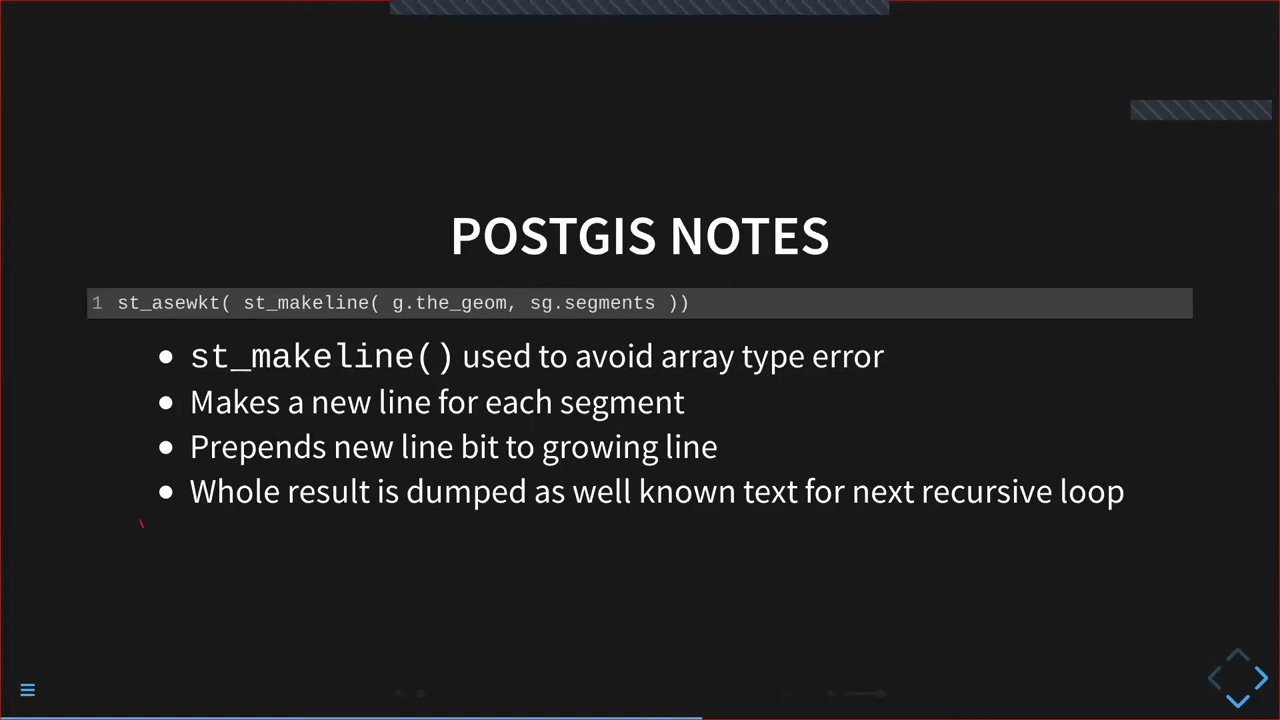 POSTGIS NOTES
1 st_asewkt( st_makeline( g.the_geom, sg.segments ))
st_makeline() used to avoid array type error
Makes a new line for each segment
Prepends new line bit to growing line
Whole result is dumped as well known text for next recursive loop